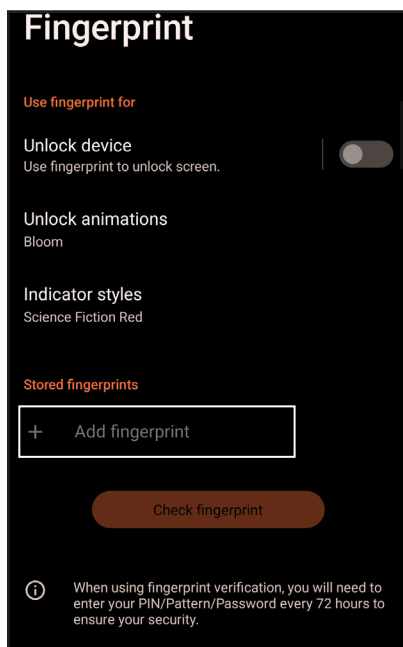 Fingerprint
Use fingerprint for
Unlock device
Use fingerprint to unlock screen.
Unlock animations
Bloom
Indicator styles
Science Fiction Red
Stored fingerprints
+ Add fingerprint
Check fingerprint
When using fingerprint verification, you will need to
enter your PIN/Pattern/Password every 72 hours to
ensure your security.